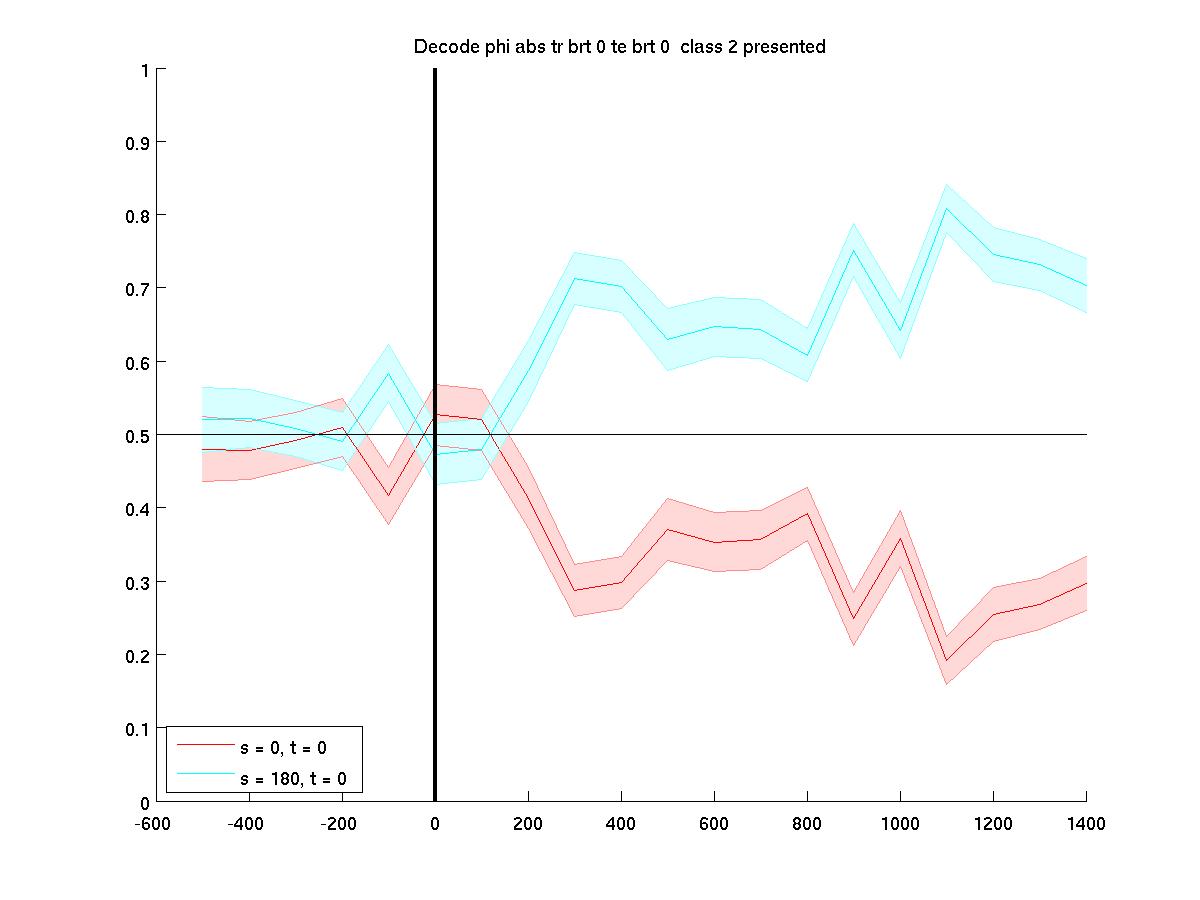 Decode phi abs tr brt 0 te brt 0  class 2 presented
1
0.9
0.8
0.7
0.6
0.5
0.4
0.3
0.2
0.1
0
s = 0, t = 0
s = 180, t = 0
-600 -400 -200 0 200 400 600 800 1000 1200 1400